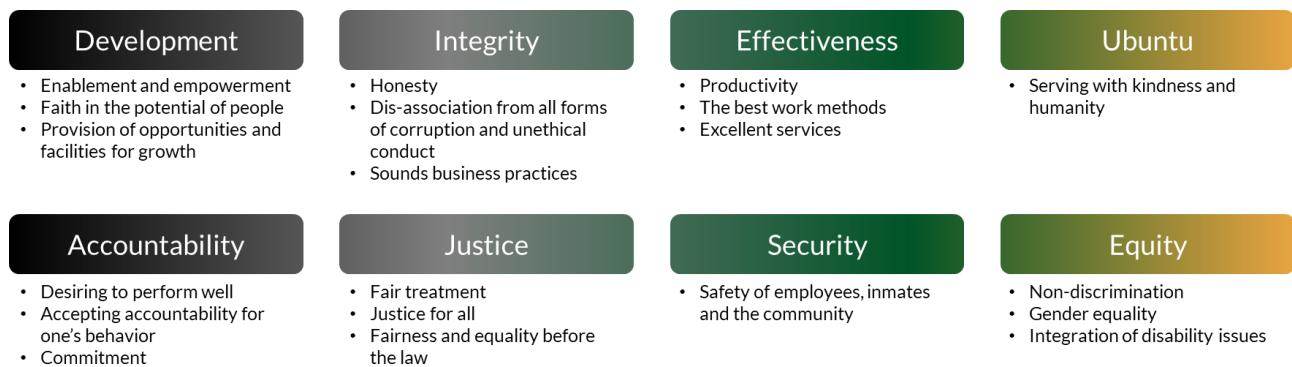 Development
• Enablement and empowerment
• Faith in the potential of people
• Provision of opportunities and
facilities for growth
Integrity
• Honesty
• Dis-association from all forms
of corruption and unethical
conduct
• Sounds business practices
Effectiveness
• Productivity
• The best work methods
• Excellent services
Ubuntu
• Serving with kindness and
humanity
Accountability
• Desiring to perform well
• Accepting accountability for
one’s behavior
• Commitment
Justice
• Fair treatment
• Justice for all
• Fairness and equality before
the law
Security
• Safety of employees, inmates
and the community
Equity
• Non-discrimination
• Gender equality
• Integration of disability issues